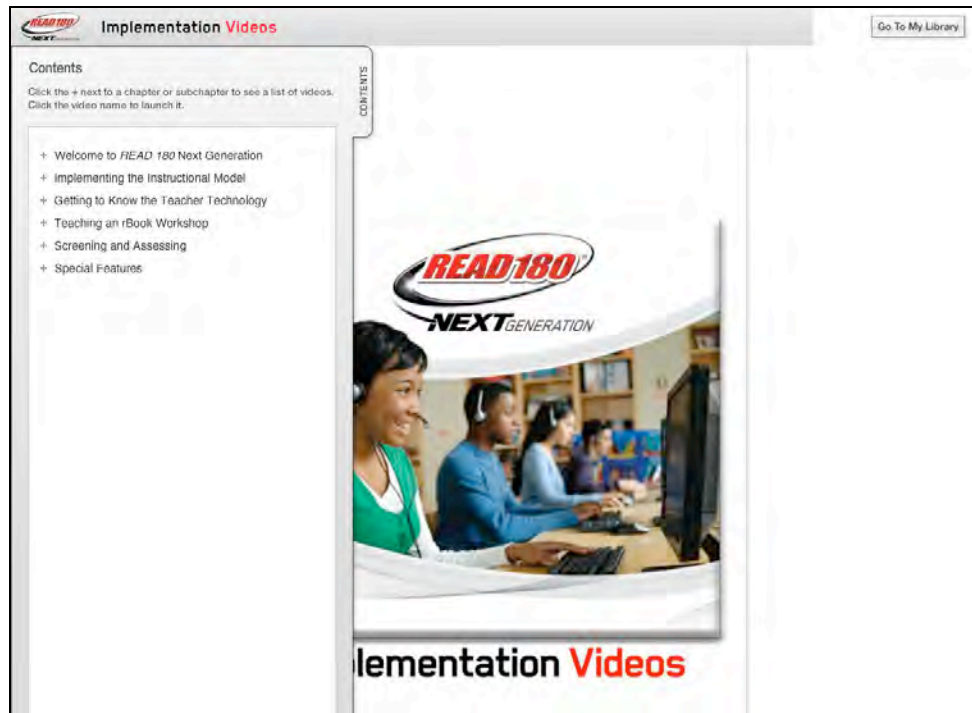 READ 180
NEXT GENERATION
Implementation Videos
Go To My Library
Contents
Click the + next to a chapter or subchapter to see a list of videos.
Click the video name to launch it.
CONTENTS
+ Welcome to READ 180 Next Generation
+ Implementing the Instructional Model
+ Getting to Know the Teacher Technology
+ Teaching an rBook Workshop
+ Screening and Assessing
+ Special Features
READ 180
NEXT GENERATION
lementation Videos